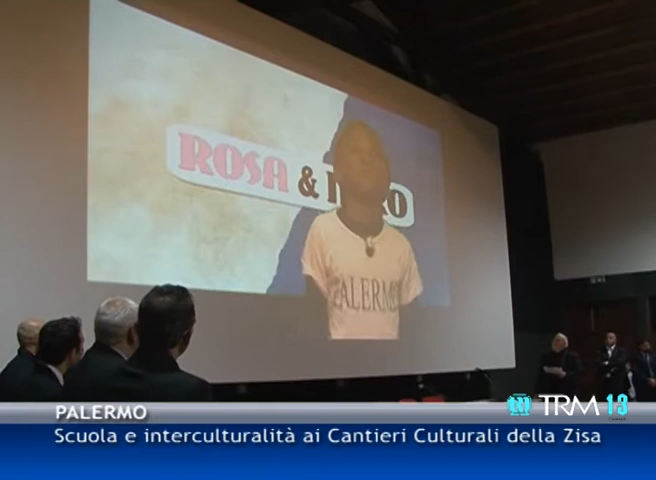 ROSA &
PALERMO
TRM 13
PALERMO
Scuola e interculturalità ai Cantieri Culturali della Zisa